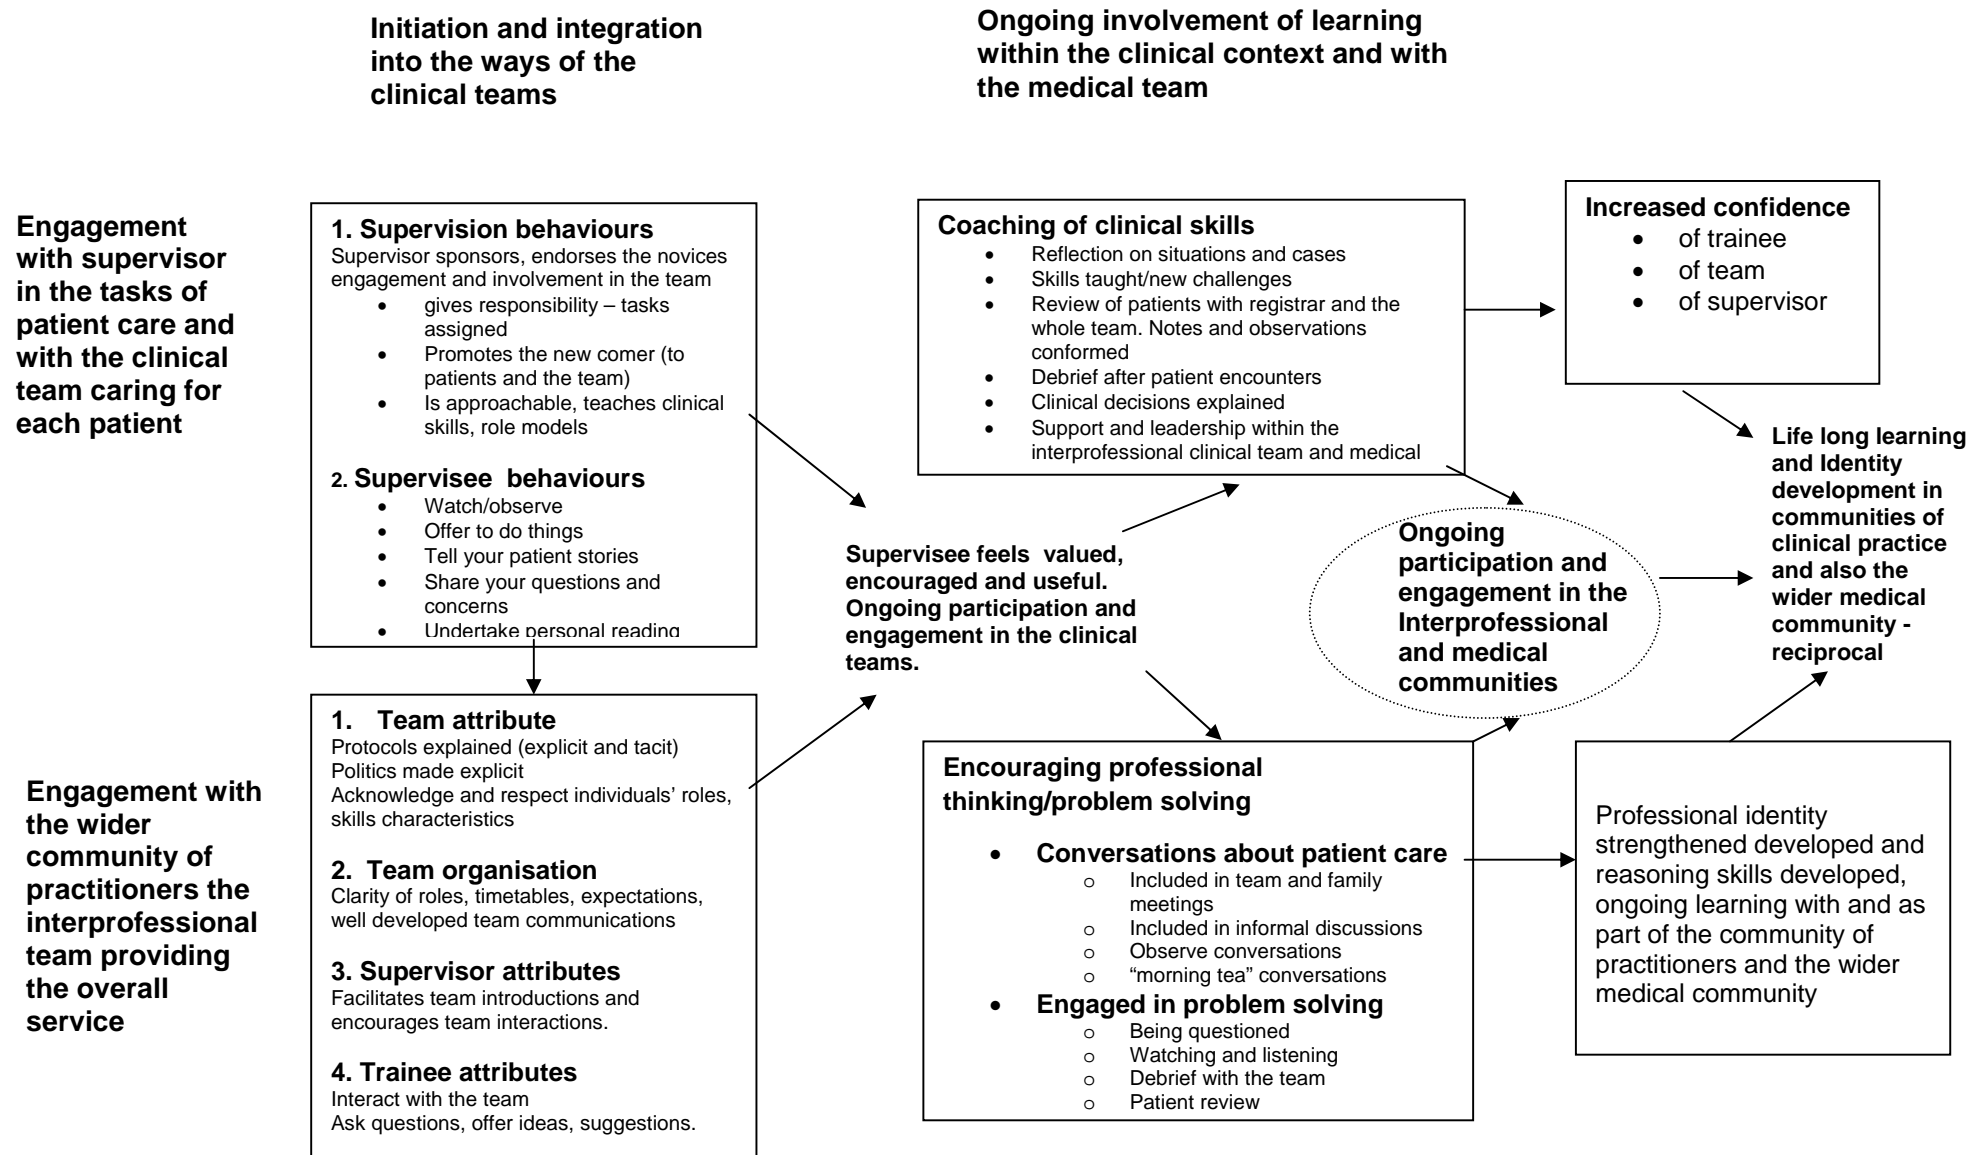 Initiation and integration
into the ways of the
clinical teams
Ongoing involvement of learning
within the clinical context and with
the medical team
Engagement
with supervisor
in the tasks of
patient care and
with the clinical
team caring for
each patient
1. Supervision behaviours
Supervisor sponsors, endorses the novices
engagement and involvement in the team
• gives responsibility – tasks
assigned
• Promotes the new comer (to
patients and the team)
• Is approachable, teaches clinical
skills, role models
2. Supervisee behaviours
• Watch/observe
• Offer to do things
• Tell your patient stories
• Share your questions and
concerns
• Undertake personal reading
Engagement with
the wider
community of
practitioners the
interprofessional
team providing
the overall
service
1. Team attribute
Protocols explained (explicit and tacit)
Politics made explicit
Acknowledge and respect individuals’ roles,
skills characteristics
2. Team organisation
Clarity of roles, timetables, expectations,
well developed team communications
3. Supervisor attributes
Facilitates team introductions and
encourages team interactions.
4. Trainee attributes
Interact with the team
Ask questions, offer ideas, suggestions.
Supervisee feels valued,
encouraged and useful.
Ongoing participation and
engagement in the clinical
teams.
Coaching of clinical skills
• Reflection on situations and cases
• Skills taught/new challenges
• Review of patients with registrar and the
whole team. Notes and observations
conformed
• Debrief after patient encounters
• Clinical decisions explained
• Support and leadership within the
interprofessional clinical team and medical
Encouraging professional
thinking/problem solving
• Conversations about patient care
o Included in team and family
meetings
o Included in informal discussions
o Observe conversations
o “morning tea” conversations
• Engaged in problem solving
o Being questioned
o Watching and listening
o Debrief with the team
o Patient review
Ongoing
participation and
engagement in the
Interprofessional
and medical
communities
Increased confidence
• of trainee
• of team
• of supervisor
Life long learning
and Identity
development in
communities of
clinical practice
and also the
wider medical
community -
reciprocal
Professional identity
strengthened developed and
reasoning skills developed,
ongoing learning with and as
part of the community of
practitioners and the wider
medical community